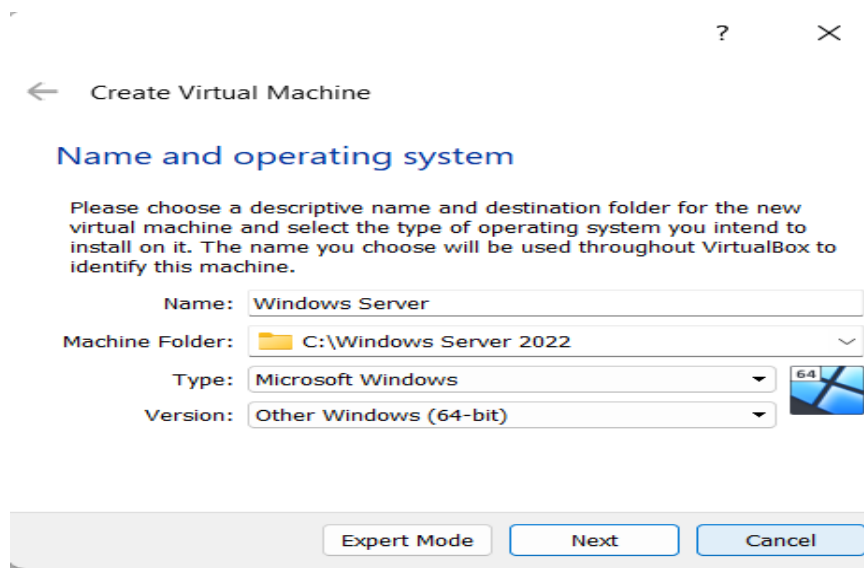 ?
Create Virtual Machine
Name and operating system
Please choose a descriptive name and destination folder for the new
virtual machine and select the type of operating system you intend to
install on it. The name you choose will be used throughout VirtualBox to
identify this machine.
Name: Windows Server
Machine Folder: C:\Windows Server 2022
Type: Microsoft Windows
64
Version: Other Windows (64-bit)
Expert Mode Next Cancel